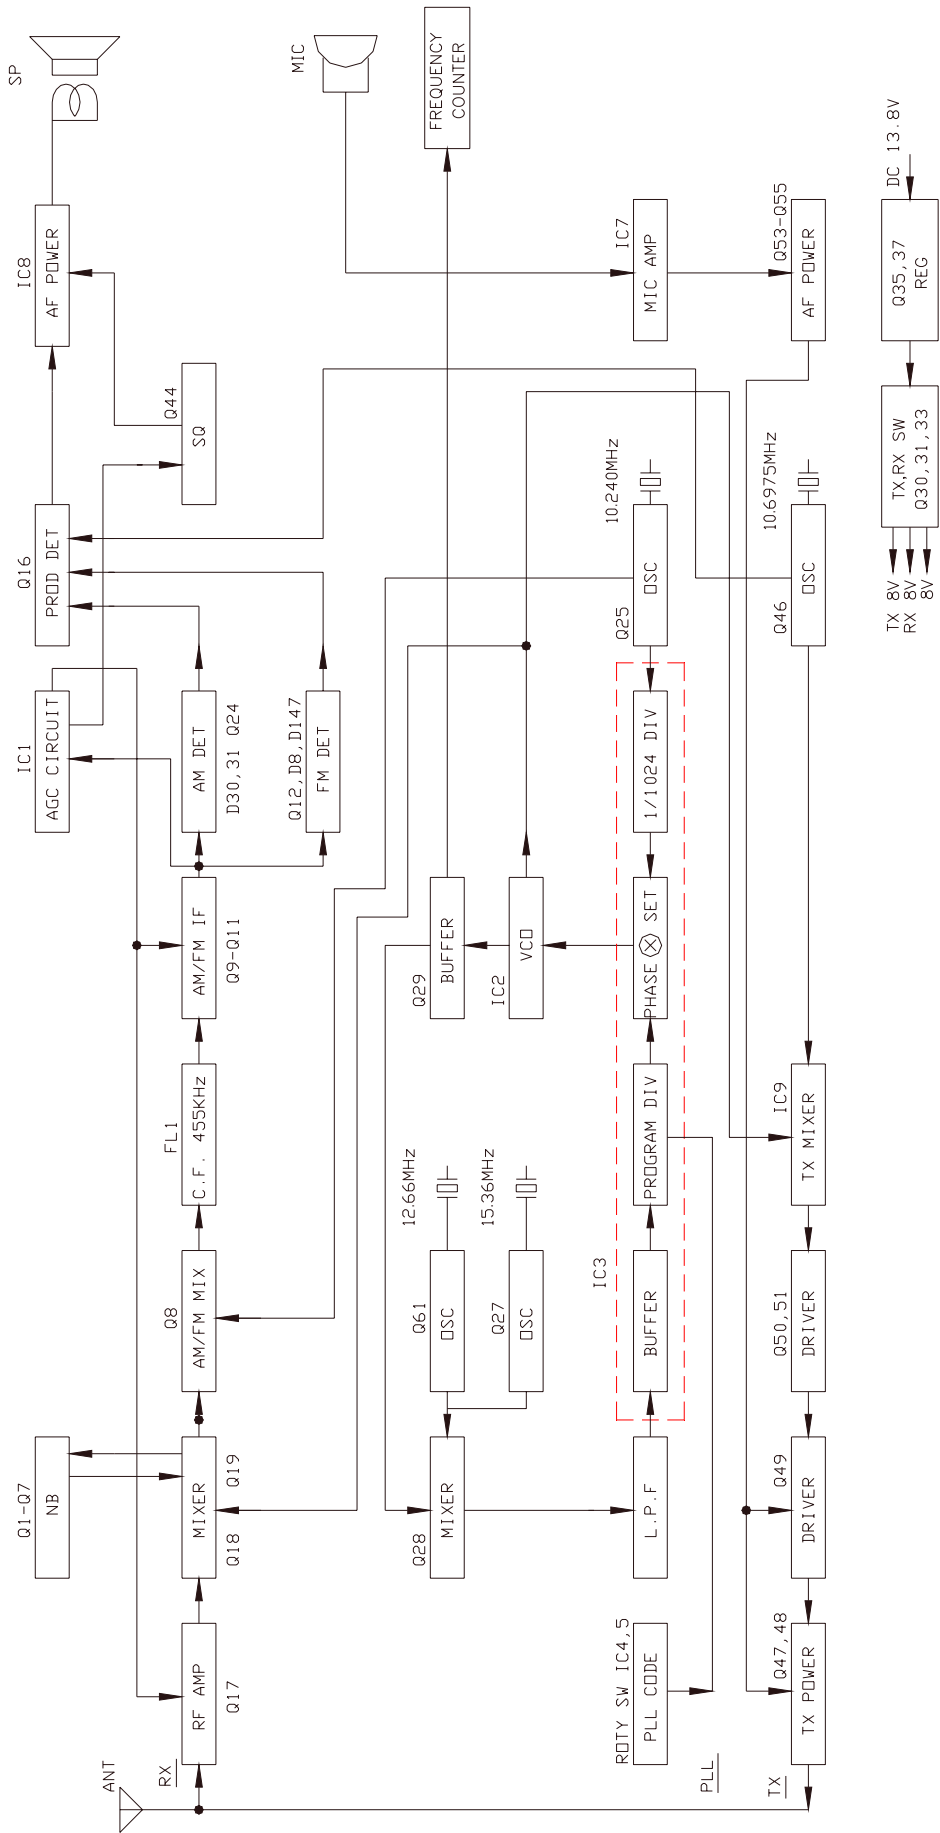 ANT
RX
RF AMP
Q17
Q1-Q7
NB
MIXER
Q18
Q19
Q8
AM/FM MIX
FL1
C.F. 455KHz
AM/FM IF
Q9-Q11
IC1
AGC CIRCUIT
AM DET
D30,31 Q24
Q12,D8,D147
FM DET
Q16
PROD DET
Q44
SQ
IC8
AF POWER
SP
MIC
FREQUENCY
COUNTER
Q28
MIXER
Q61
OSC
12.66MHz
Q27
OSC
15.36MHz
Q29
BUFFER
IC2
VCO
ROTY SW IC4,5
PLL CODE
PLL
L.P.F
IC3
BUFFER
PROGRAM DIV
PHASE X SET
1/1024 DIV
Q25
OSC
10.240MHz
IC7
MIC AMP
TX
Q47,48
TX POWER
Q49
DRIVER
Q50,51
DRIVER
IC9
TX MIXER
Q46
OSC
10.6975MHz
Q53-Q55
AF POWER
TX 8V
RX 8V
8V
TX,RX SW
Q30,31,33
Q35,37
REG
DC 13.8V